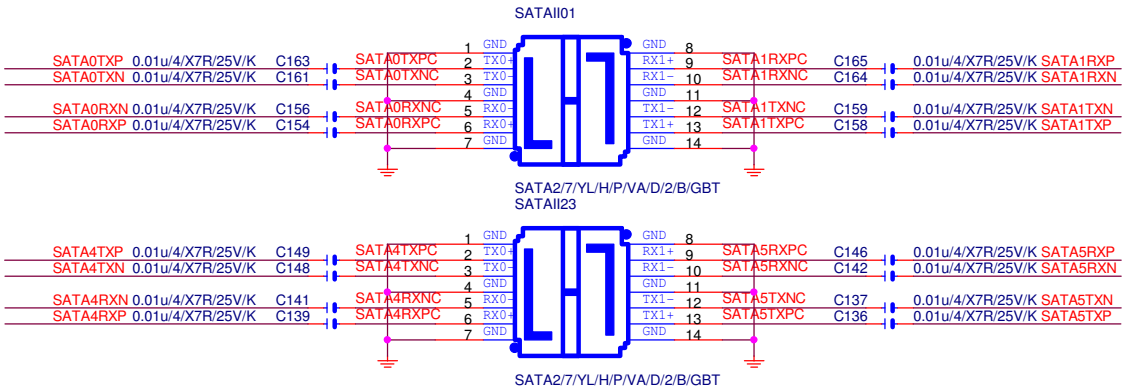 SATAII01
1 GND GND 8
SATA0TXP 0.01u/4/X7R/25V/K C163 SATA0TXPC 2 TX0+ RX1+ 9 SATA1RXPC C165 0.01u/4/X7R/25V/K SATA1RXP
SATA0TXN 0.01u/4/X7R/25V/K C161 SATA0TXNC 3 TX0- RX1- 10 SATA1RXNC C164 0.01u/4/X7R/25V/K SATA1RXN
4 GND GND 11
SATA0RXN 0.01u/4/X7R/25V/K C156 SATA0RXNC 5 RX0- TX1- 12 SATA1TXNC C159 0.01u/4/X7R/25V/K SATA1TXN
SATA0RXP 0.01u/4/X7R/25V/K C154 SATA0RXPC 6 RX0+ TX1+ 13 SATA1TXPC C158 0.01u/4/X7R/25V/K SATA1TXP
7 GND GND 14
SATA2/7/YL/H/P/VA/D/2/B/GBT
SATAII23
1 GND GND 8
SATA4TXP 0.01u/4/X7R/25V/K C149 SATA4TXPC 2 TX0+ RX1+ 9 SATA5RXPC C146 0.01u/4/X7R/25V/K SATA5RXP
SATA4TXN 0.01u/4/X7R/25V/K C148 SATA4TXNC 3 TX0- RX1- 10 SATA5RXNC C142 0.01u/4/X7R/25V/K SATA5RXN
4 GND GND 11
SATA4RXN 0.01u/4/X7R/25V/K C141 SATA4RXNC 5 RX0- TX1- 12 SATA5TXNC C137 0.01u/4/X7R/25V/K SATA5TXN
SATA4RXP 0.01u/4/X7R/25V/K C139 SATA4RXPC 6 RX0+ TX1+ 13 SATA5TXPC C136 0.01u/4/X7R/25V/K SATA5TXP
7 GND GND 14
SATA2/7/YL/H/P/VA/D/2/B/GBT